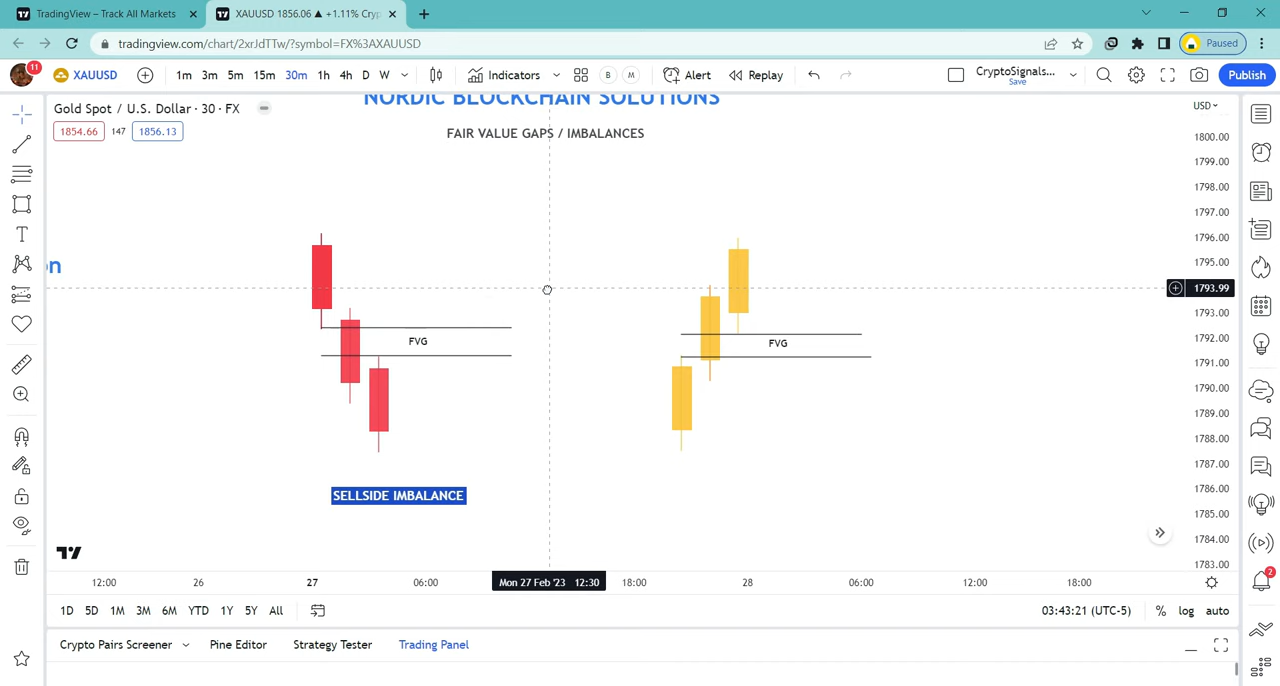 TradingView – Track All Markets
XAUUSD 1856.06 ▲ +1.11% Cryp
tradingview.com/chart/2xrJdTTw/?symbol=FX%3AXAUUSD
Paused
11
XAUUSD
1m 3m 5m 15m 30m 1h 4h D W
Indicators
B M
Alert
Replay
CryptoSignals...
Save
Publish
NORDIC BLOCKCHAIN SOLUTIONS
Gold Spot / U.S. Dollar · 30 · FX
USD
1854.66 147 1856.13
FAIR VALUE GAPS / IMBALANCES
1800.00
1799.00
1798.00
1797.00
1796.00
1795.00
1793.99
1793.00
1792.00
1791.00
1790.00
1789.00
1788.00
1787.00
1786.00
1785.00
1784.00
1783.00
on
FVG
FVG
SELLSIDE IMBALANCE
12:00 26 27 06:00 Mon 27 Feb '23 12:30 18:00 28 06:00 12:00 18:00
1D 5D 1M 3M 6M YTD 1Y 5Y All
03:43:21 (UTC-5) % log auto
2
Crypto Pairs Screener Pine Editor Strategy Tester Trading Panel